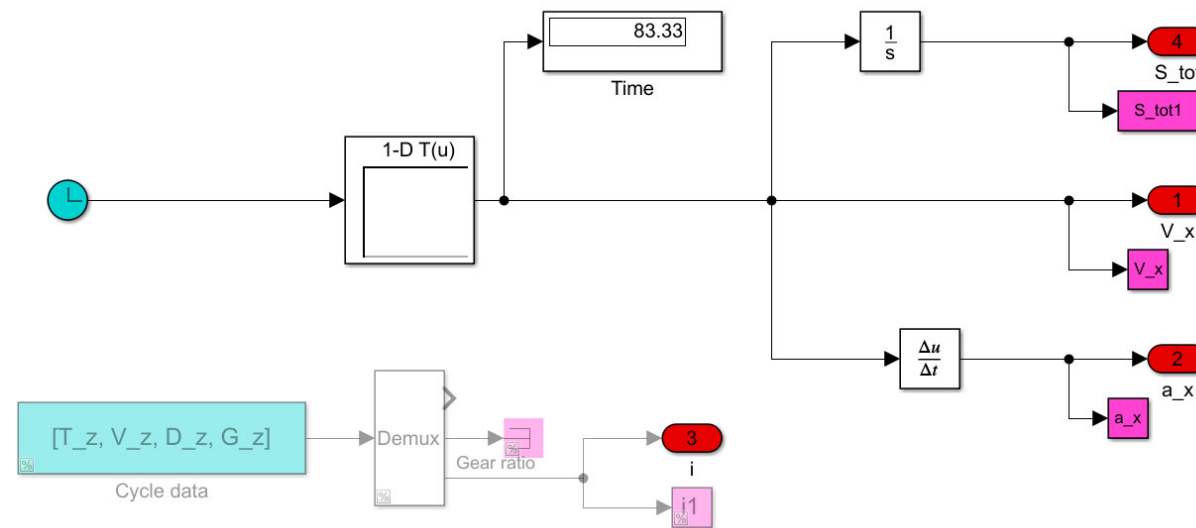 83.33
Time
1
s
4
S_tot
S_tot1
1-D T(u)
1
V_x
V_x
Δu
Δt
2
a_x
a_x
[T_z, V_z, D_z, G_z]
Cycle data
Demux
Gear ratio
3
i
i1